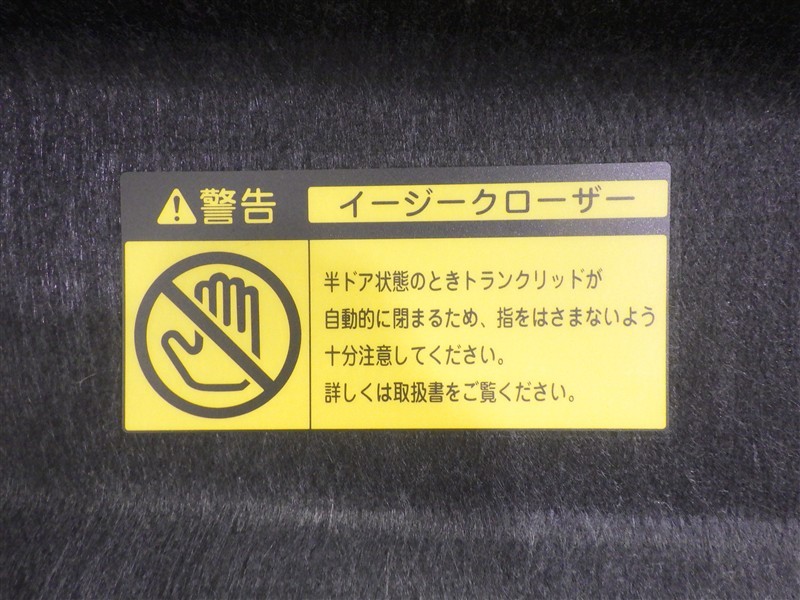 警告
イージークローザー
半ドア状態のときトランクリッドが
自動的に閉まるため、指をはさまないよう
十分注意してください。
詳しくは取扱書をご覧ください。